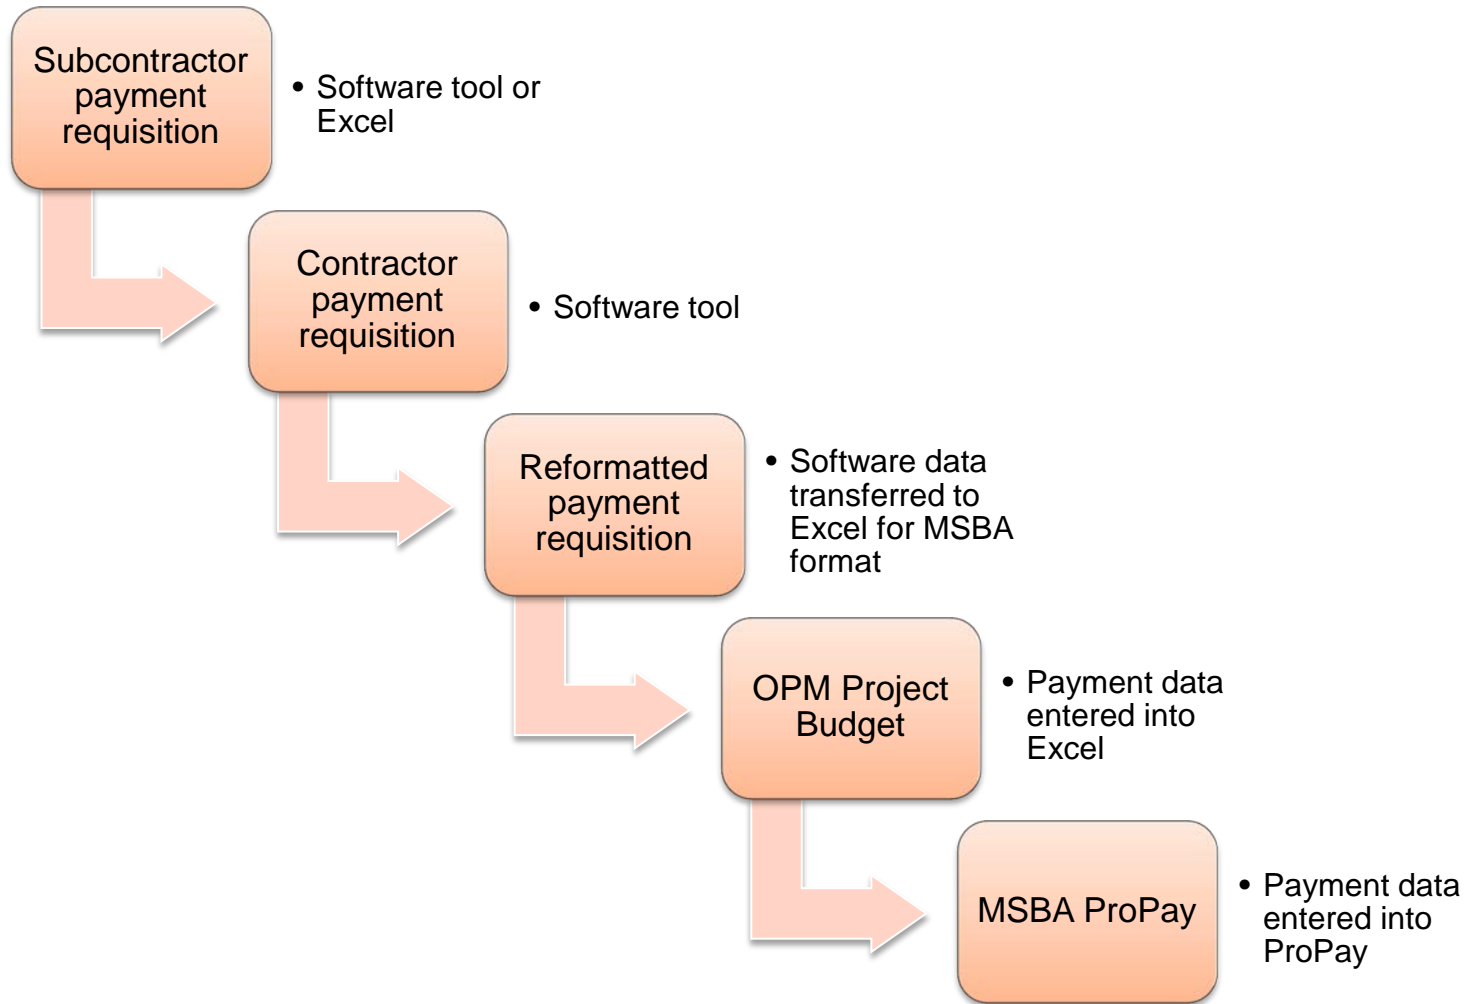 Subcontractor
payment
requisition
• Software tool or
Excel
Contractor
payment
requisition
• Software tool
Reformatted
payment
requisition
• Software data
transferred to
Excel for MSBA
format
OPM Project
Budget
• Payment data
entered into
Excel
MSBA ProPay
• Payment data
entered into
ProPay